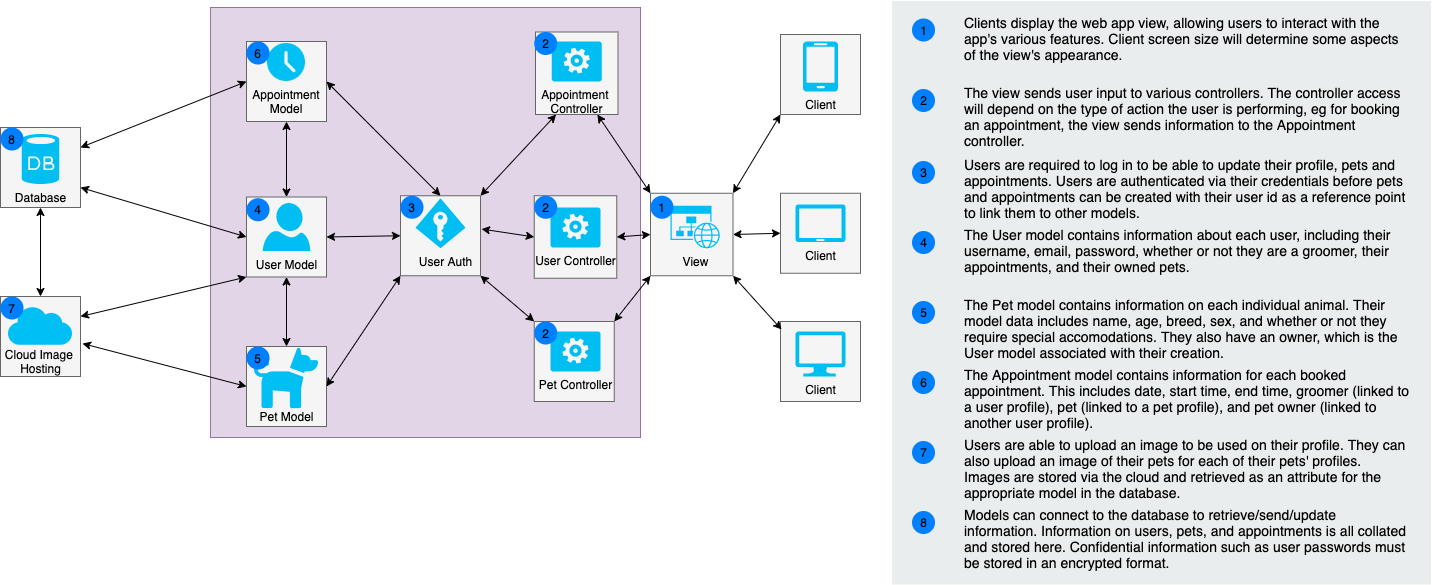 6
Appointment
Model
2
Appointment
Controller
Client
8
DB
Database
4
User Model
3
User Auth
2
User Controller
1
View
Client
7
Cloud Image
Hosting
5
Pet Model
2
Pet Controller
Client
1
Clients display the web app view, allowing users to interact with the
app's various features. Client screen size will determine some aspects
of the view's appearance.
2
The view sends user input to various controllers. The controller access
will depend on the type of action the user is performing, eg for booking
an appointment, the view sends information to the Appointment
controller.
3
Users are required to log in to be able to update their profile, pets and
appointments. Users are authenticated via their credentials before pets
and appointments can be created with their user id as a reference point
to link them to other models.
4
The User model contains information about each user, including their
username, email, password, whether or not they are a groomer, their
appointments, and their owned pets.
5
The Pet model contains information on each individual animal. Their
model data includes name, age, breed, sex, and whether or not they
require special accomodations. They also have an owner, which is the
User model associated with their creation.
6
The Appointment model contains information for each booked
appointment. This includes date, start time, end time, groomer (linked to
a user profile), pet (linked to a pet profile), and pet owner (linked to
another user profile).
7
Users are able to upload an image to be used on their profile. They can
also upload an image of their pets for each of their pets' profiles.
Images are stored via the cloud and retrieved as an attribute for the
appropriate model in the database.
8
Models can connect to the database to retrieve/send/update
information. Information on users, pets, and appointments is all collated
and stored here. Confidential information such as user passwords must
be stored in an encrypted format.